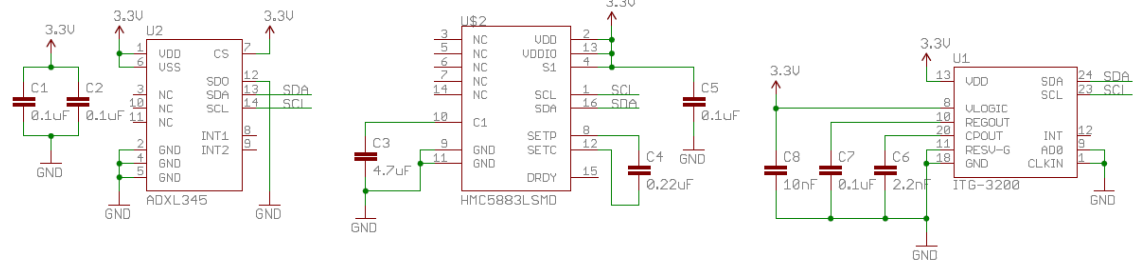 3.3V
C1
0.1uF
C2
0.1uF
GND
3.3V
U2
3.3V
1 VDD CS 7
6 VSS
SDO 12
3 NC SDA 13 SDA
10 NC SCL 14 SCL
11 NC
INT1 8
2 GND INT2 9
4 GND
5 GND
GND
ADXL345
GND
U$2
3.3V
3 NC VDD 2
5 NC VDDIO 13
6 NC S1 4
7 NC
14 NC SCL 1 SCL
SDA 16 SDA
10 C1
SETP 8
9 GND SETC 12
11 GND
DRDY 15
HMC5883LSMD
C3
4.7uF
GND
C4
0.22uF
C5
0.1uF
GND
3.3V
3.3V
U1
13 VDD SDA 24 SDA
SCL 23 SCL
8 VLOGIC
10 REGOUT
20 CPOUT INT 12
11 RESV-G AD0 9
18 GND CLKIN 1
ITG-3200
C8
10nF
C7
0.1uF
C6
2.2nF
GND
GND